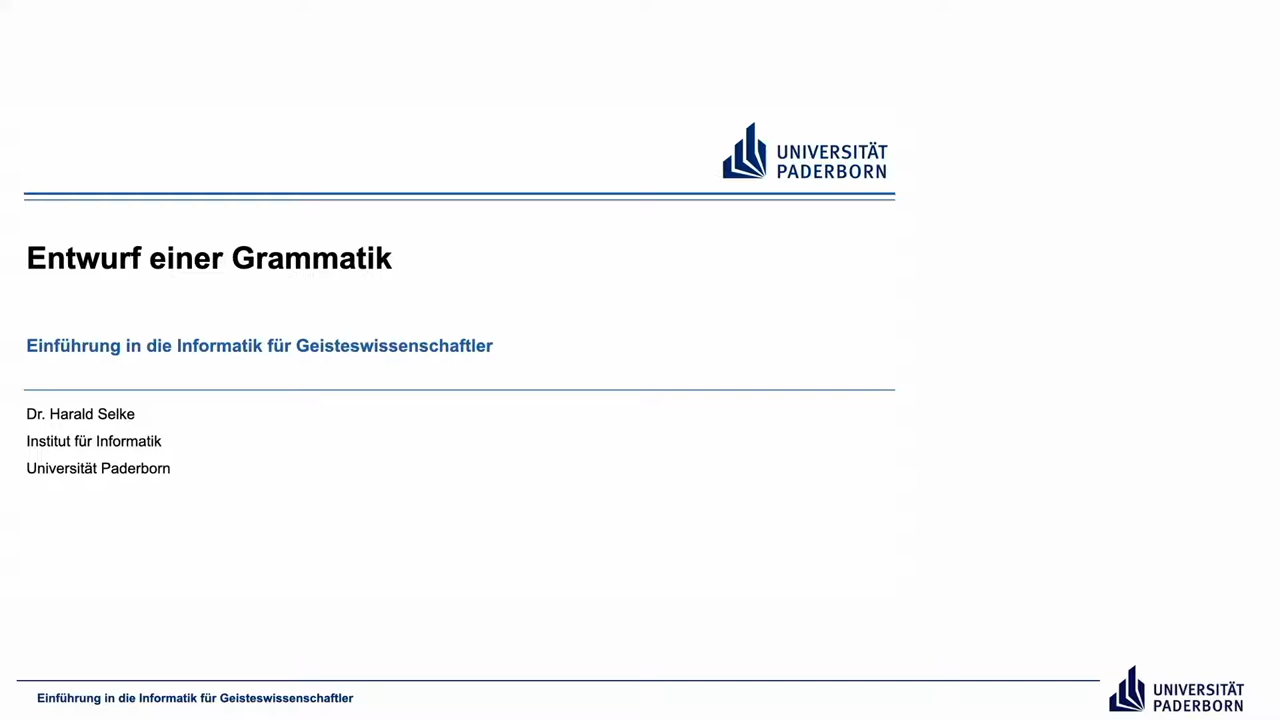 UNIVERSITÄT
PADERBORN
Entwurf einer Grammatik
Einführung in die Informatik für Geisteswissenschaftler
Dr. Harald Selke
Institut für Informatik
Universität Paderborn
Einführung in die Informatik für Geisteswissenschaftler
UNIVERSITÄT
PADERBORN